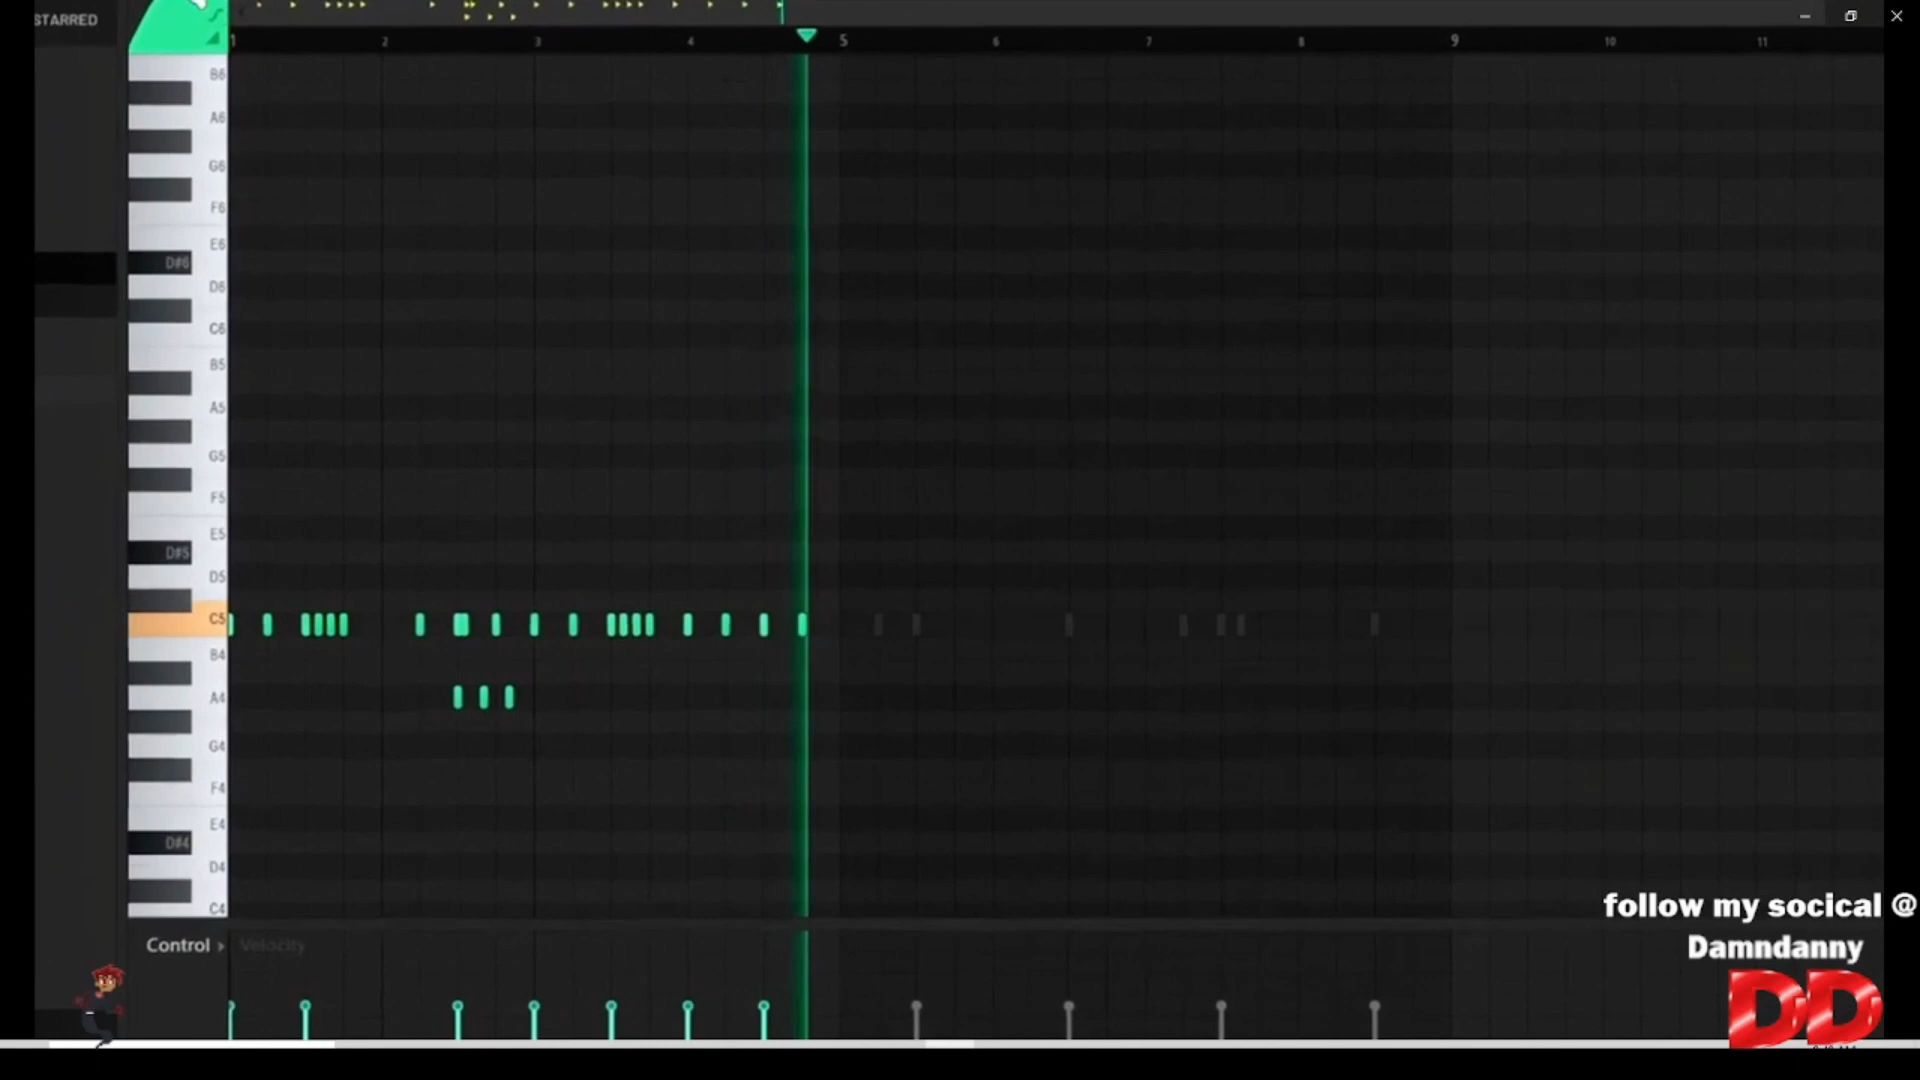 STARRED
1 2 3 4 5 6 7 8 9 10 11
B6
A6
G6
F6
E6
D#6
D6
C6
B5
A5
G5
F5
E5
D#5
D5
C5
B4
A4
G4
F4
E4
D#4
D4
C4
Control Velocity
follow my socical @
Damndanny
DD